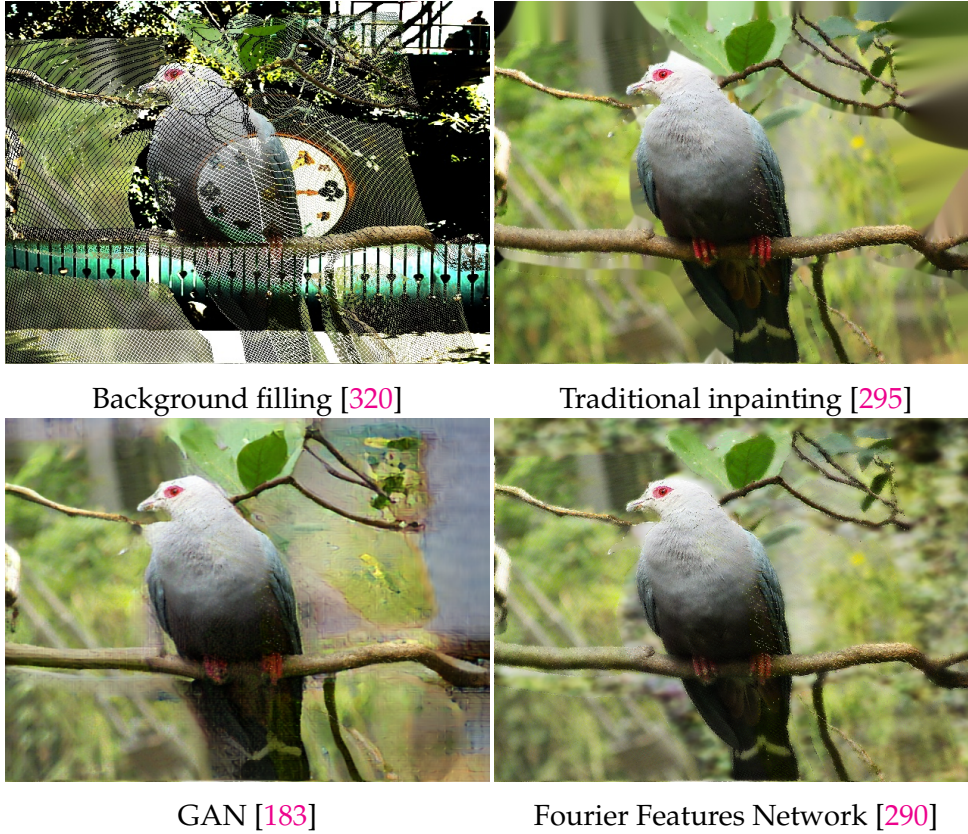 Background filling [320]
Traditional inpainting [295]
GAN [183]
Fourier Features Network [290]